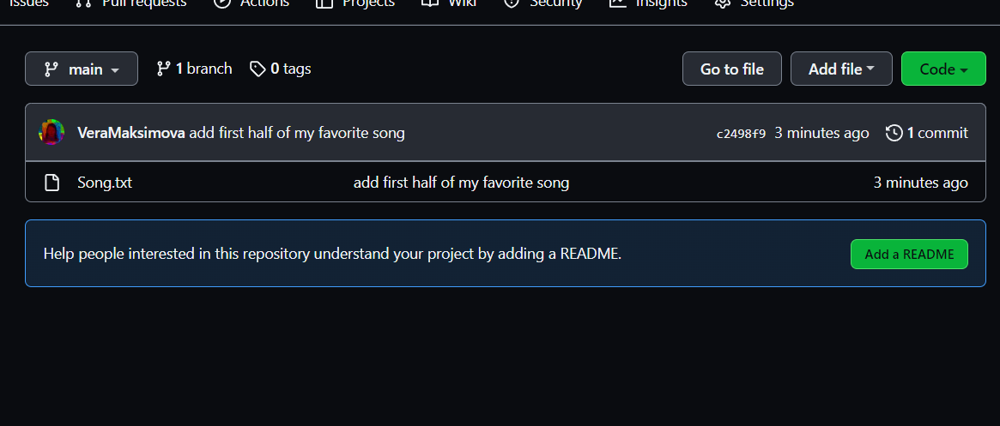 Issues Pull requests Actions Projects Wiki Security Insights Settings
main 1 branch 0 tags Go to file Add file Code
VeraMaksimova add first half of my favorite song c2498f9 3 minutes ago 1 commit
Song.txt add first half of my favorite song 3 minutes ago
Help people interested in this repository understand your project by adding a README. Add a README